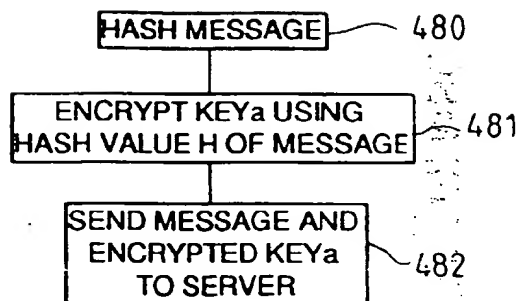 HASH MESSAGE
480
ENCRYPT KEYa USING
HASH VALUE H OF MESSAGE
481
SEND MESSAGE AND
ENCRYPTED KEYa
TO SERVER
482